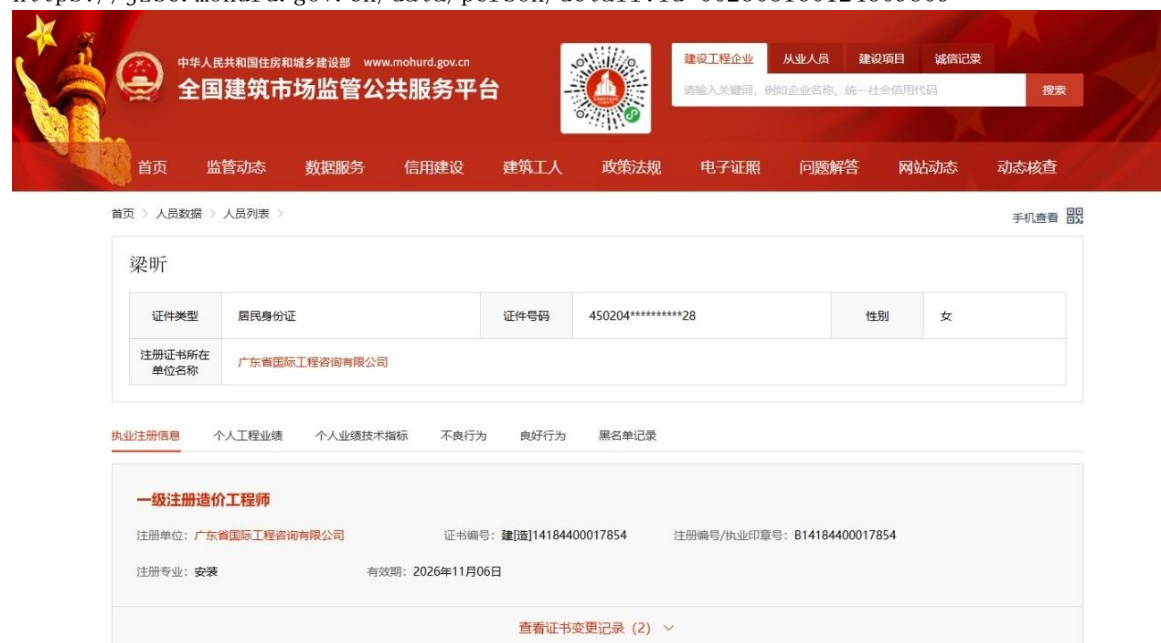 中华人民共和国住房和城乡建设部 www.mohurd.gov.cn
全国建筑市场监管公共服务平台
建设工程企业 从业人员 建设项目 诚信记录
请输入关键词，例如企业名称、统一社会信用代码 搜索
首页 监管动态 数据服务 信用建设 建筑工人 政策法规 电子证照 问题解答 网站动态 动态核查
首页 > 人员数据 > 人员列表 >
手机查看
梁昕
证件类型 居民身份证 证件号码 450204**********28 性别 女
注册证书所在
单位名称
广东省国际工程咨询有限公司
执业注册信息 个人工程业绩 个人业绩技术指标 不良行为 良好行为 黑名单记录
一级注册造价工程师
注册单位：广东省国际工程咨询有限公司 证书编号：建[造]14184400017854 注册编号/执业印章号：B14184400017854
注册专业：安装 有效期：2026年11月06日
查看证书变更记录（2）